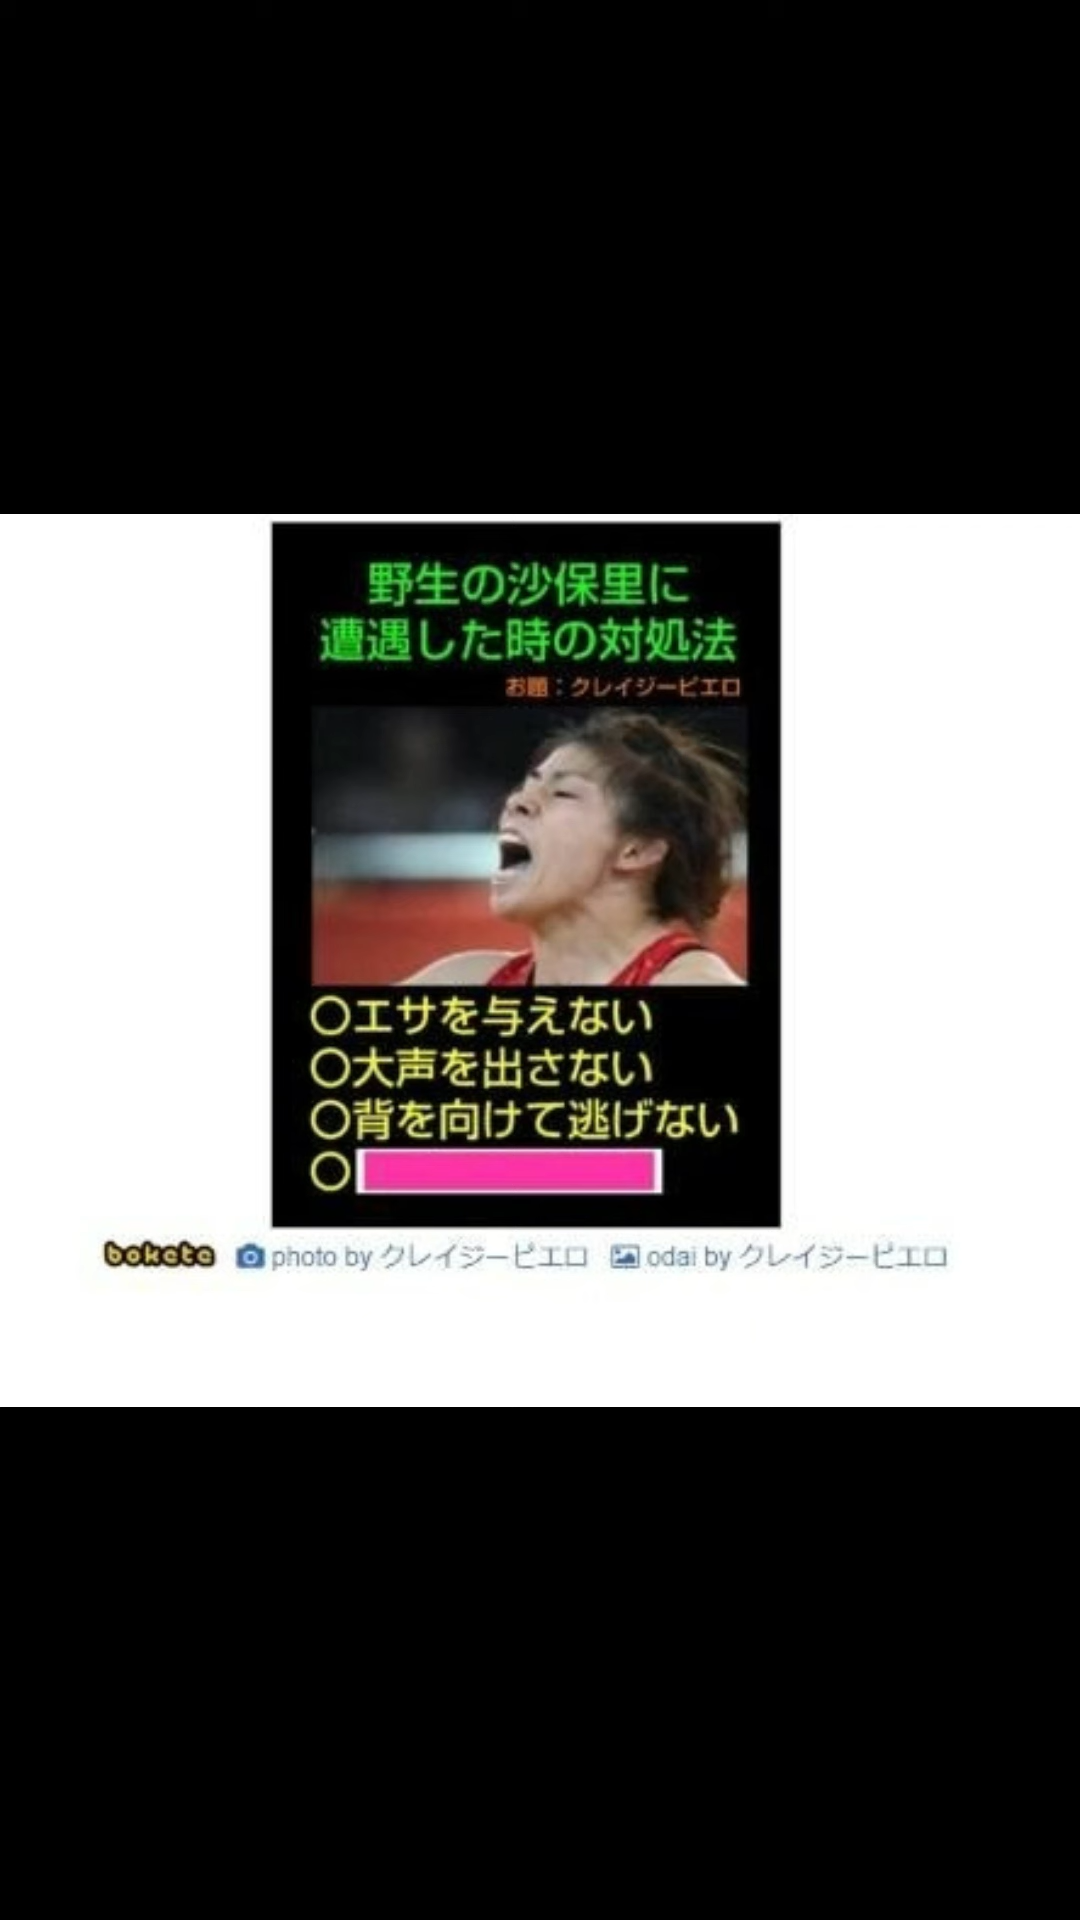 野生の沙保里に
遭遇した時の対処法
お題：クレイジーピエロ
〇エサを与えない
〇大声を出さない
〇背を向けて逃げない
〇
bokete photo by クレイジーピエロ odai by クレイジーピエロ